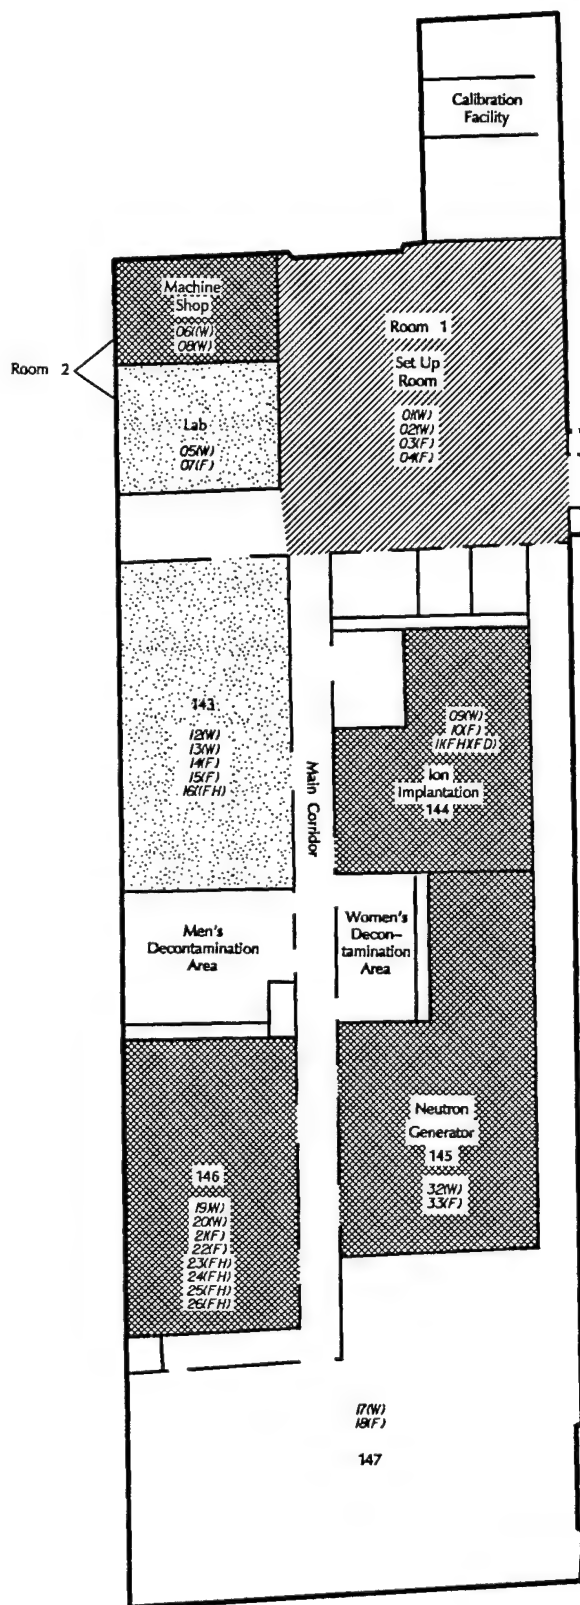 Calibration
Facility
Machine
Shop
06(W)
08(W)
Room 2
Room 1
Set Up
Room
01(W)
02(W)
03(F)
04(F)
Lab
05(W)
07(F)
143
12(W)
13(W)
14(F)
15(F)
16(FH)
09(W)
10(F)
11(FH)(FD)
Ion
Implantation
144
Main Corridor
Men's
Decontamination
Area
Women's
Decon-
tamination
Area
Neutron
Generator
145
32(W)
33(F)
146
19(W)
20(W)
21(F)
22(F)
23(FH)
24(FH)
25(FH)
26(FH)
17(W)
18(F)
147